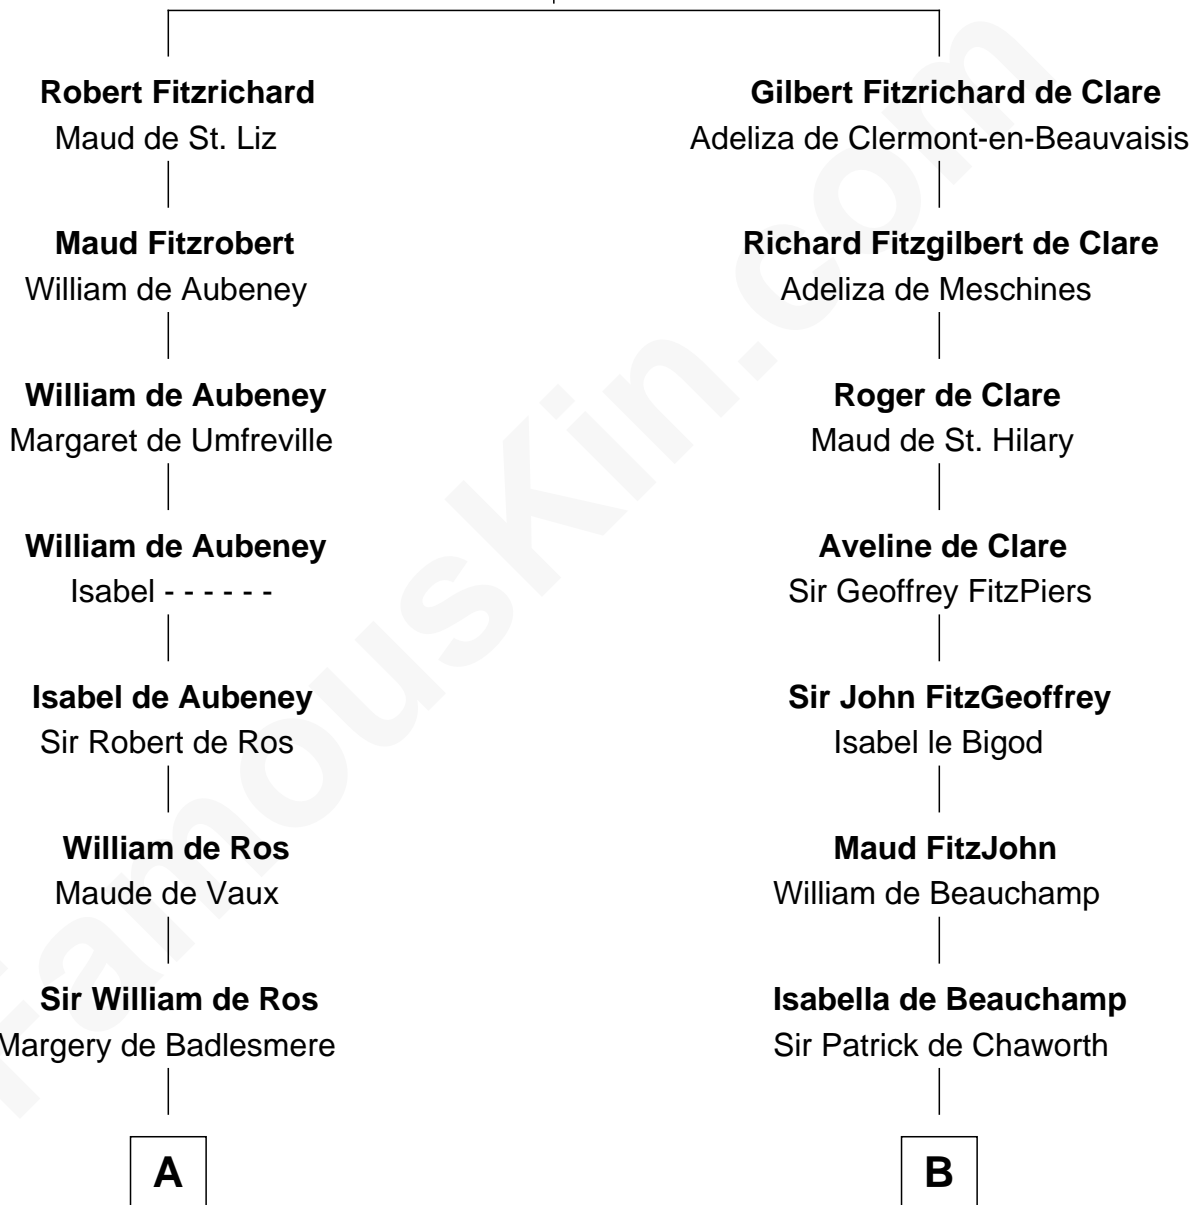 Robert Fitzrichard
Maud de St. Liz
Maud Fitzrobert
William de Aubeney
William de Aubeney
Margaret de Umfreville
William de Aubeney
Isabel - - - - - -
Isabel de Aubeney
Sir Robert de Ros
William de Ros
Maude de Vaux
Sir William de Ros
Margery de Badlesmere
A
Gilbert Fitzrichard de Clare
Adeliza de Clermont-en-Beauvaisis
Richard Fitzgilbert de Clare
Adeliza de Meschines
Roger de Clare
Maud de St. Hilary
Aveline de Clare
Sir Geoffrey FitzPiers
Sir John FitzGeoffrey
Isabel le Bigod
Maud FitzJohn
William de Beauchamp
Isabella de Beauchamp
Sir Patrick de Chaworth
B
FamousKin.com